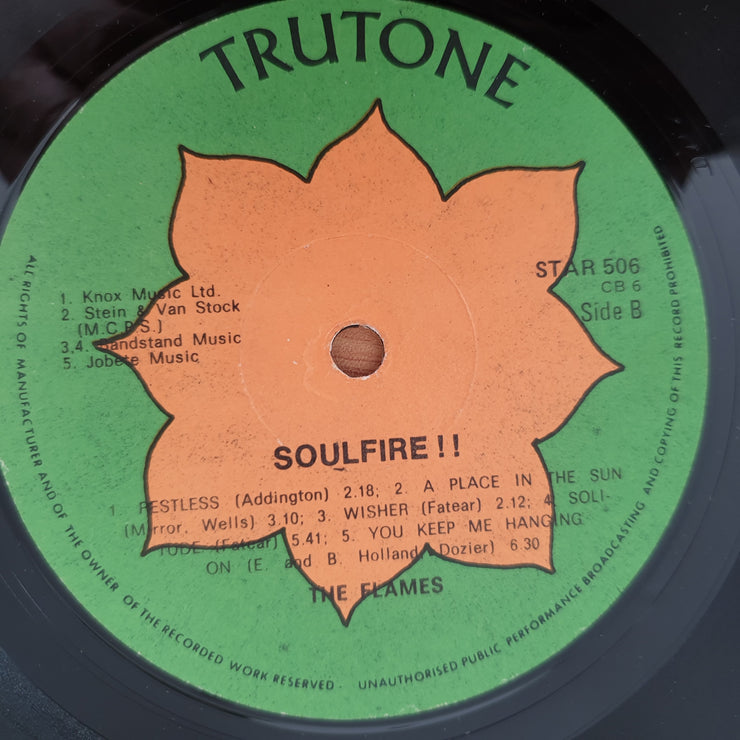 TRUTONE
STAR 506
CB 6
Side B
1. Knox Music Ltd.
2. Stein & Van Stock
(M.C.P.S.)
3,4. Bandstand Music
5. Jobete Music
SOULFIRE!!
1. RESTLESS (Addington) 2.18; 2. A PLACE IN THE SUN
(Mirror, Wells) 3.10; 3. WISHER (Fatear) 2.12; 4. SOLI-
TUDE (Fatear) 5.41; 5. YOU KEEP ME HANGING
ON (E. and B. Holland, Dozier) 6.30
THE FLAMES
ALL RIGHTS OF MANUFACTURER AND OF THE OWNER OF THE RECORDED WORK RESERVED. UNAUTHORISED PUBLIC PERFORMANCE BROADCASTING AND COPYING OF THIS RECORD PROHIBITED